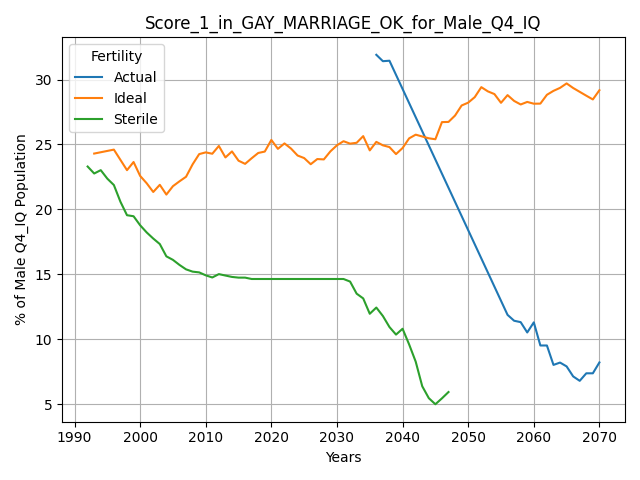 Score_1_in_GAY_MARRIAGE_OK_for_Male_Q4_IQ
Fertility
Actual
Ideal
Sterile
% of Male Q4_IQ Population
30
25
20
15
10
5
1990 2000 2010 2020 2030 2040 2050 2060 2070
Years